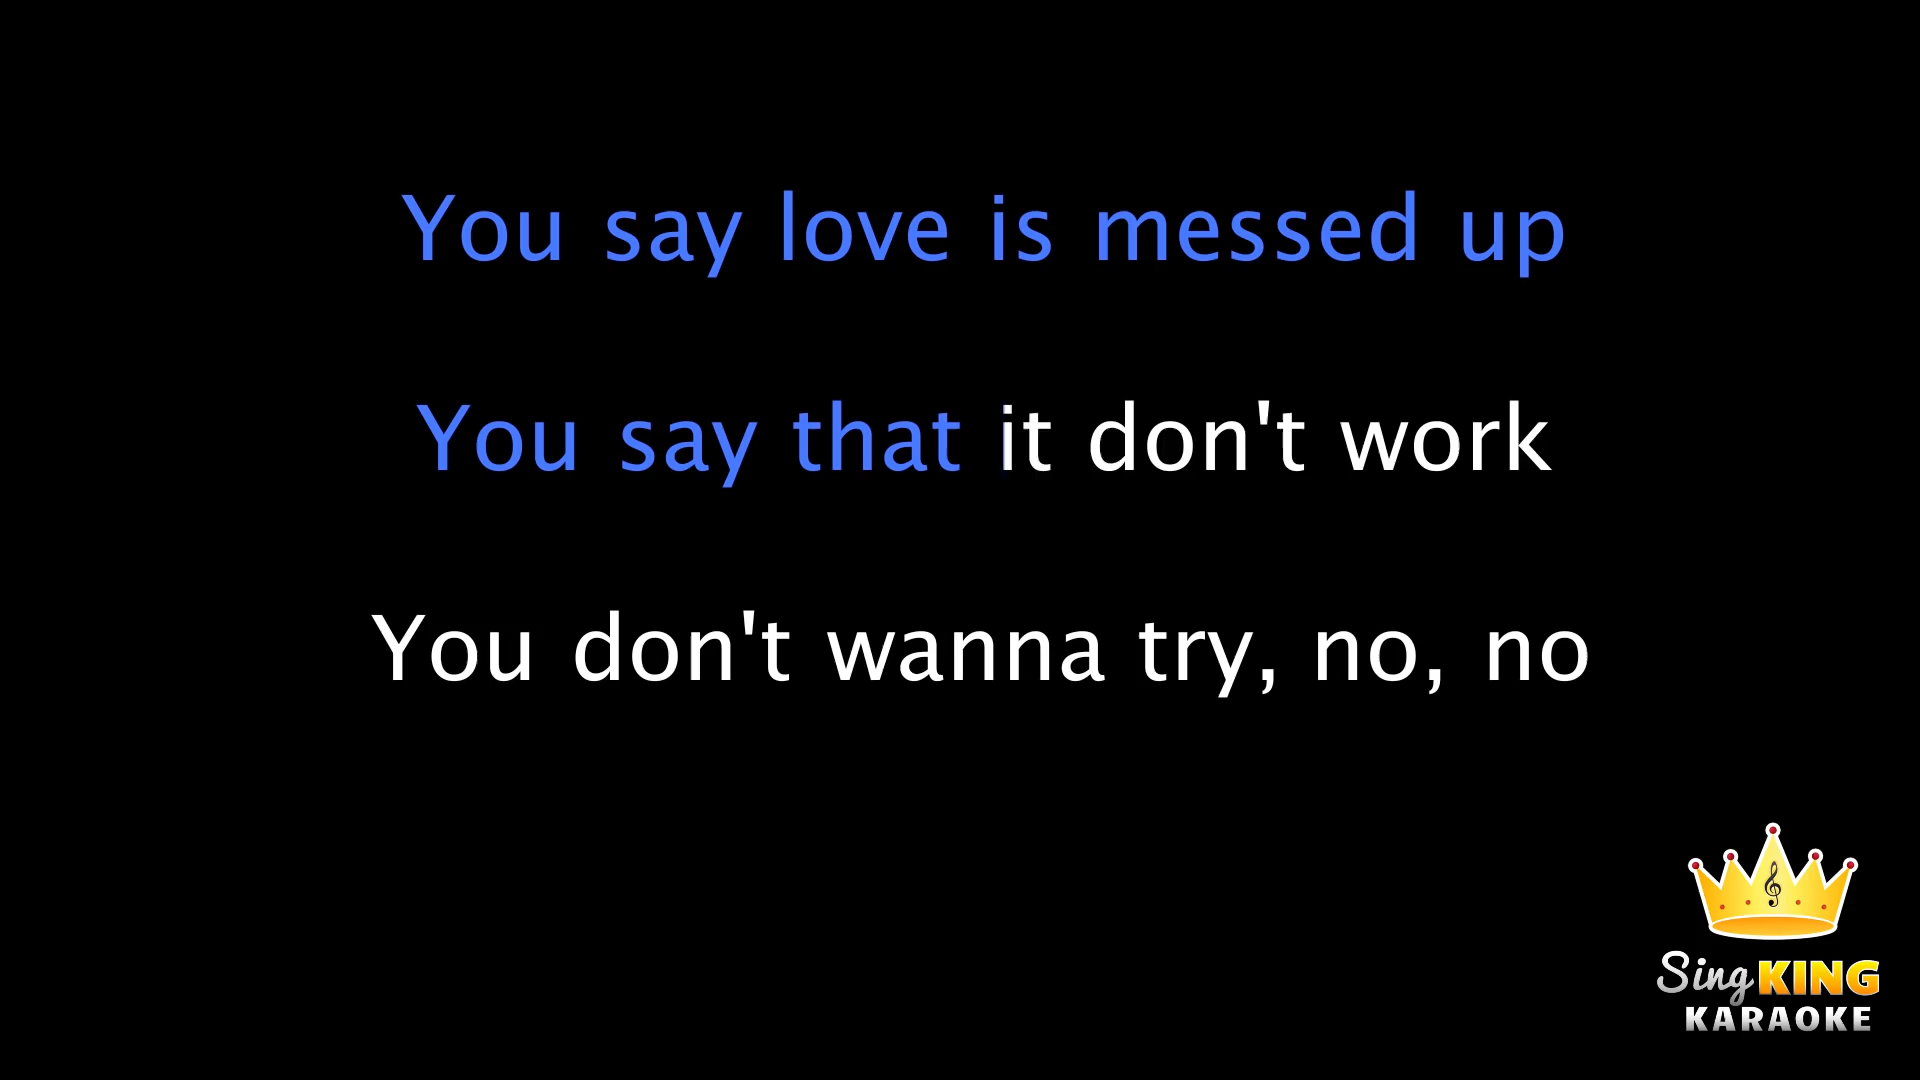 You say love is messed up
You say that it don't work
You don't wanna try, no, no
Sing KING
KARAOKE